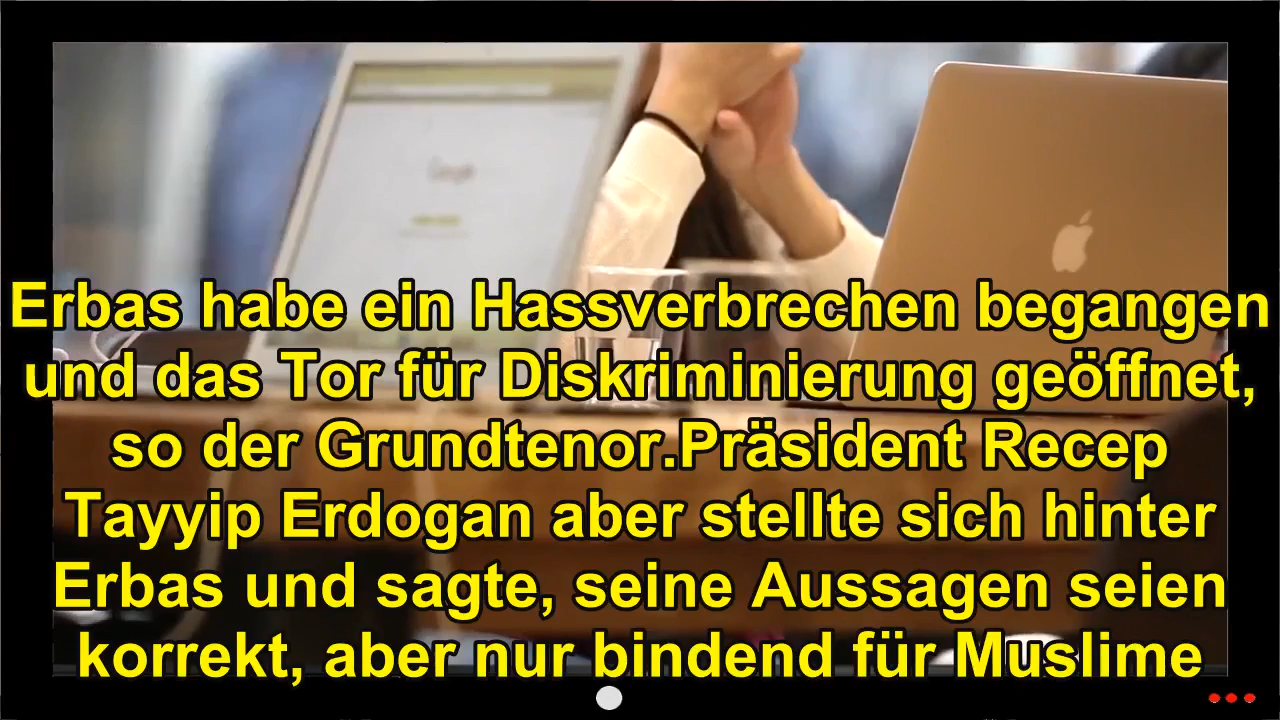 Google
Erbas habe ein Hassverbrechen begangen
und das Tor für Diskriminierung geöffnet,
so der Grundtenor.Präsident Recep
Tayyip Erdogan aber stellte sich hinter
Erbas und sagte, seine Aussagen seien
korrekt, aber nur bindend für Muslime